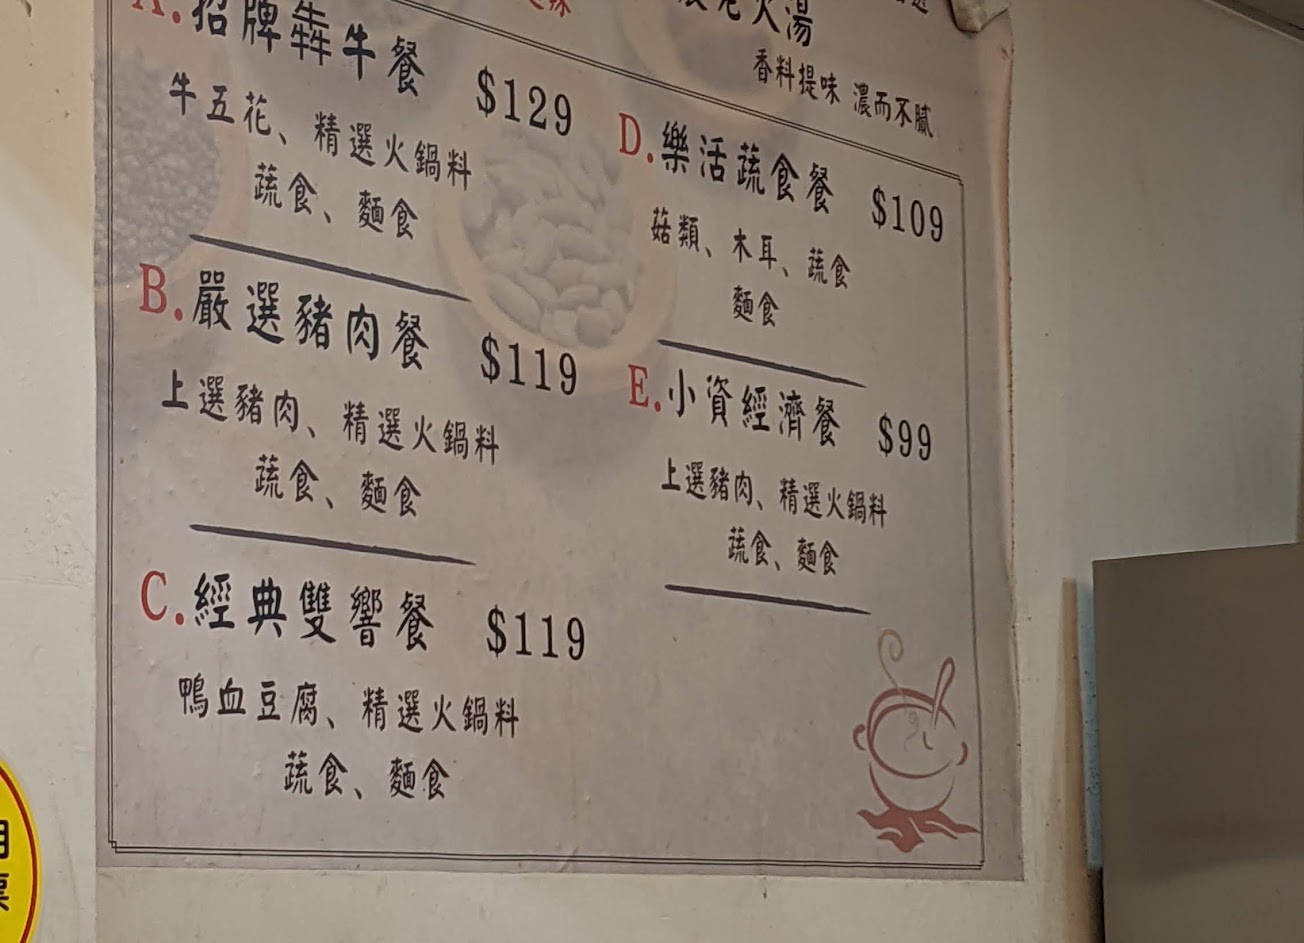 A.招牌犇牛餐 $129
牛五花、精選火鍋料
蔬食、麵食
B.嚴選豬肉餐 $119
上選豬肉、精選火鍋料
蔬食、麵食
C.經典雙響餐 $119
鴨血豆腐、精選火鍋料
蔬食、麵食
老火湯
香料提味 濃而不膩
D.樂活蔬食餐 $109
菇類、木耳、蔬食
麵食
E.小資經濟餐 $99
上選豬肉、精選火鍋料
蔬食、麵食